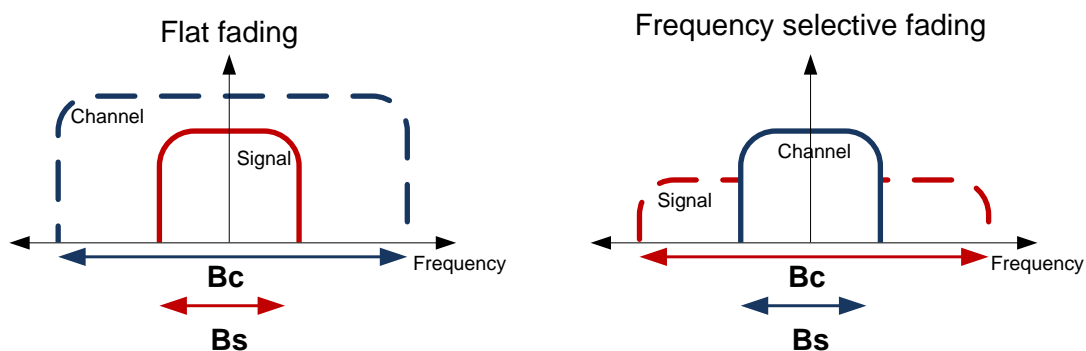 Flat fading
Channel
Signal
Frequency
Bc
Bs
Frequency selective fading
Channel
Signal
Frequency
Bc
Bs